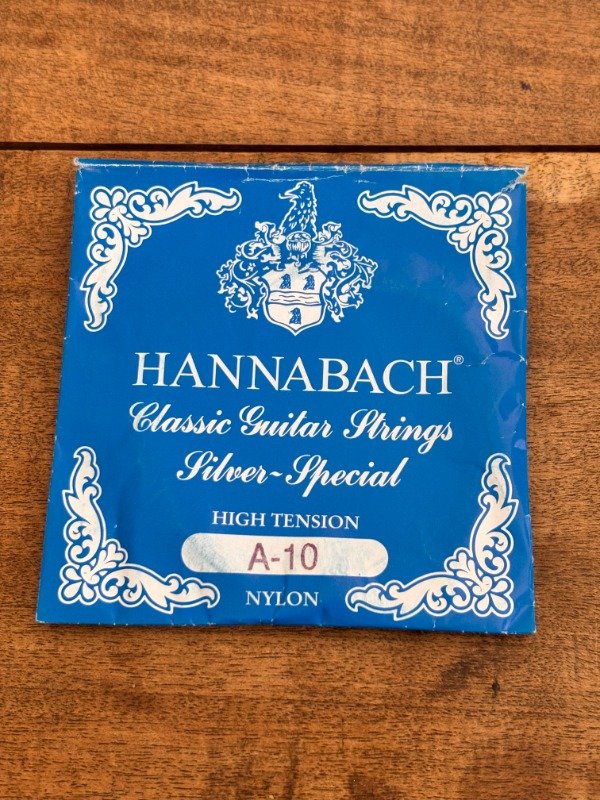 HANNABACH®
Classic Guitar Strings
Silver~Special
HIGH TENSION
A-10
NYLON